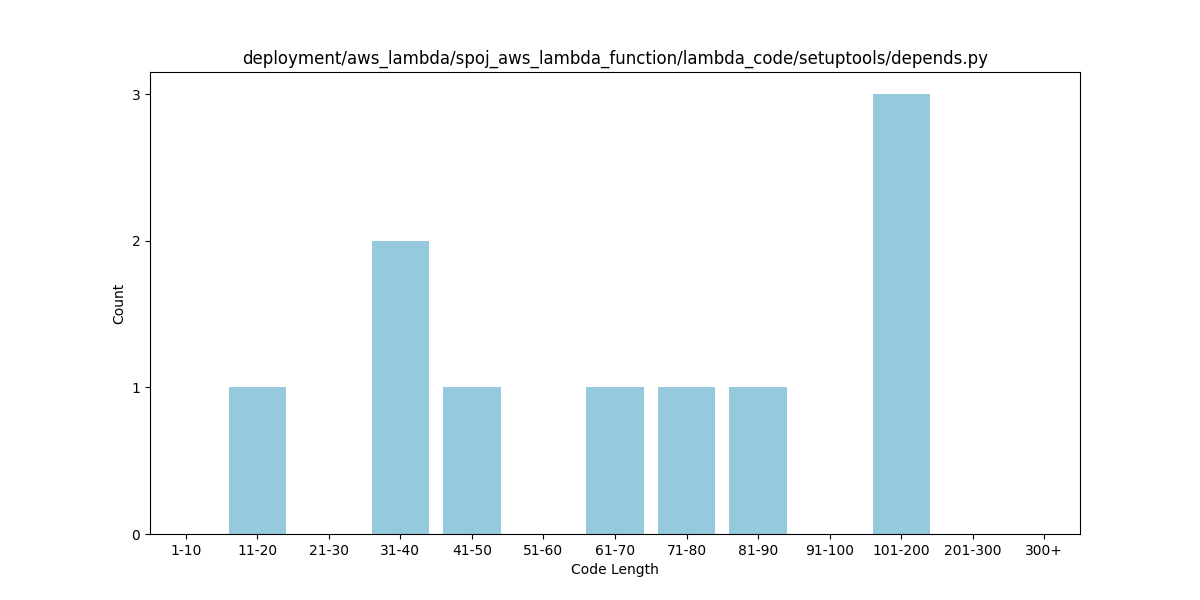 deployment/aws_lambda/spoj_aws_lambda_function/lambda_code/setuptools/depends.py
3
2
1
0
Count
1-10 11-20 21-30 31-40 41-50 51-60 61-70 71-80 81-90 91-100 101-200 201-300 300+
Code Length